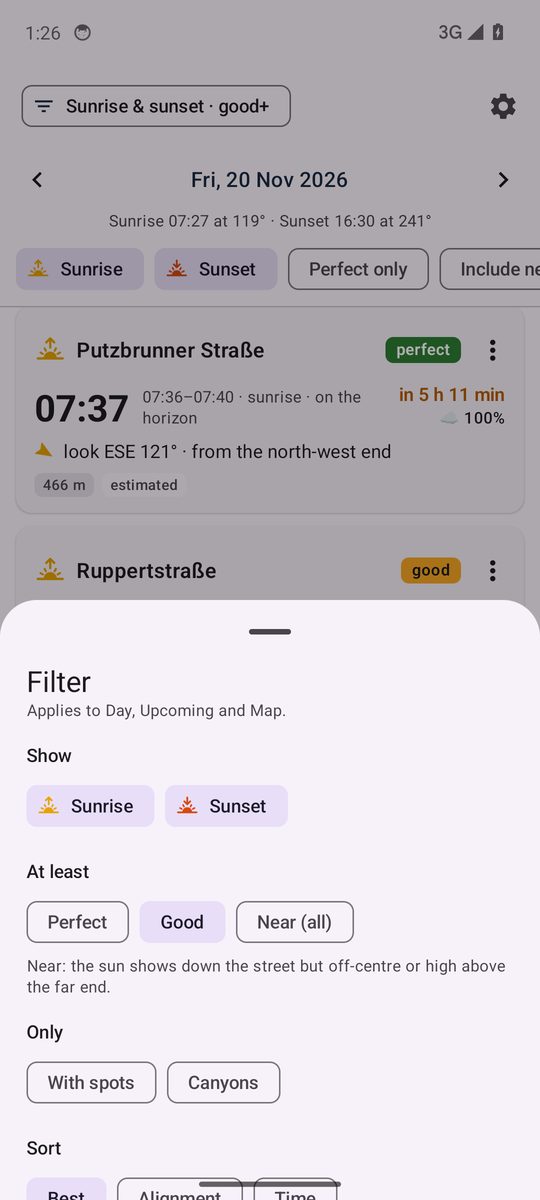 1:26
3G
Sunrise & sunset · good+
Fri, 20 Nov 2026
Sunrise 07:27 at 119° · Sunset 16:30 at 241°
Sunrise
Sunset
Perfect only
Include ne
Putzbrunner Straße
perfect
07:37
07:36–07:40 · sunrise · on the
horizon
in 5 h 11 min
100%
look ESE 121° · from the north-west end
466 m
estimated
Ruppertstraße
good
Filter
Applies to Day, Upcoming and Map.
Show
Sunrise
Sunset
At least
Perfect
Good
Near (all)
Near: the sun shows down the street but off-centre or high above
the far end.
Only
With spots
Canyons
Sort
Best
Alignment
Time